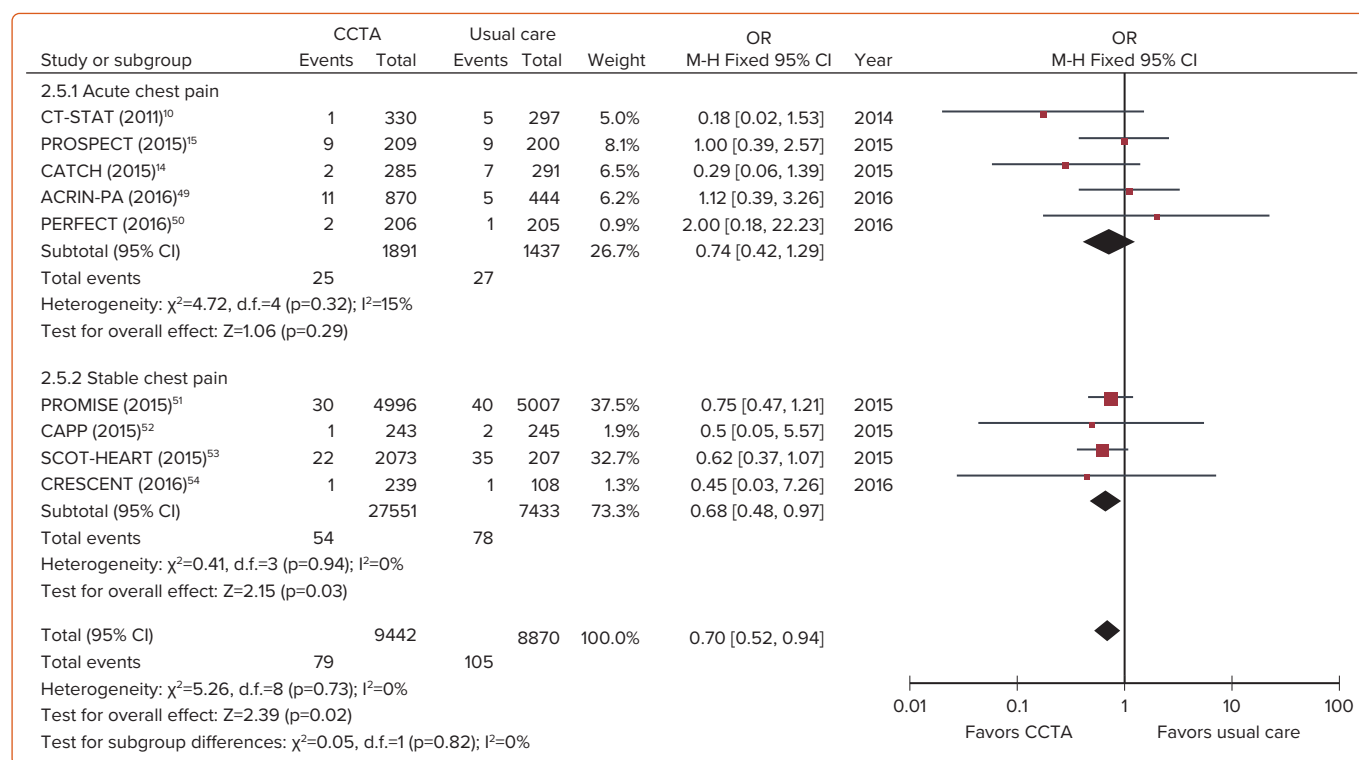 CCTA Usual care OR OR
Study or subgroup Events Total Events Total Weight M-H Fixed 95% CI Year M-H Fixed 95% CI
2.5.1 Acute chest pain
CT-STAT (2011)¹⁰ 1 330 5 297 5.0% 0.18 [0.02, 1.53] 2014
PROSPECT (2015)¹⁵ 9 209 9 200 8.1% 1.00 [0.39, 2.57] 2015
CATCH (2015)¹⁴ 2 285 7 291 6.5% 0.29 [0.06, 1.39] 2015
ACRIN-PA (2016)⁴⁹ 11 870 5 444 6.2% 1.12 [0.39, 3.26] 2016
PERFECT (2016)⁵⁰ 2 206 1 205 0.9% 2.00 [0.18, 22.23] 2016
Subtotal (95% CI) 1891 1437 26.7% 0.74 [0.42, 1.29]
Total events 25 27
Heterogeneity: χ²=4.72, d.f.=4 (p=0.32); I²=15%
Test for overall effect: Z=1.06 (p=0.29)
2.5.2 Stable chest pain
PROMISE (2015)⁵¹ 30 4996 40 5007 37.5% 0.75 [0.47, 1.21] 2015
CAPP (2015)⁵² 1 243 2 245 1.9% 0.5 [0.05, 5.57] 2015
SCOT-HEART (2015)⁵³ 22 2073 35 207 32.7% 0.62 [0.37, 1.07] 2015
CRESCENT (2016)⁵⁴ 1 239 1 108 1.3% 0.45 [0.03, 7.26] 2016
Subtotal (95% CI) 27551 7433 73.3% 0.68 [0.48, 0.97]
Total events 54 78
Heterogeneity: χ²=0.41, d.f.=3 (p=0.94); I²=0%
Test for overall effect: Z=2.15 (p=0.03)
Total (95% CI) 9442 8870 100.0% 0.70 [0.52, 0.94]
Total events 79 105
Heterogeneity: χ²=5.26, d.f.=8 (p=0.73); I²=0%
Test for overall effect: Z=2.39 (p=0.02)
Test for subgroup differences: χ²=0.05, d.f.=1 (p=0.82); I²=0%
0.01 0.1 1 10 100
Favors CCTA Favors usual care